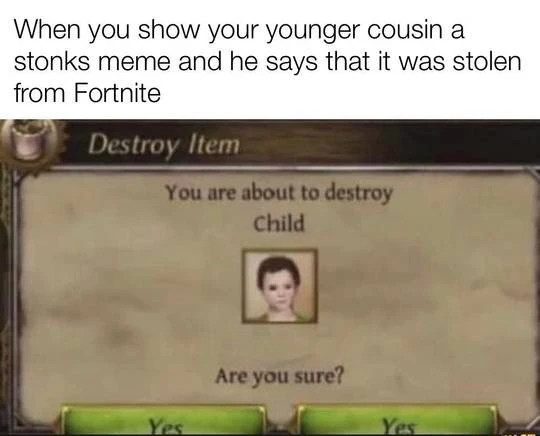 When you show your younger cousin a
stonks meme and he says that it was stolen
from Fortnite
Destroy Item
You are about to destroy
Child
Are you sure?
Yes Yes